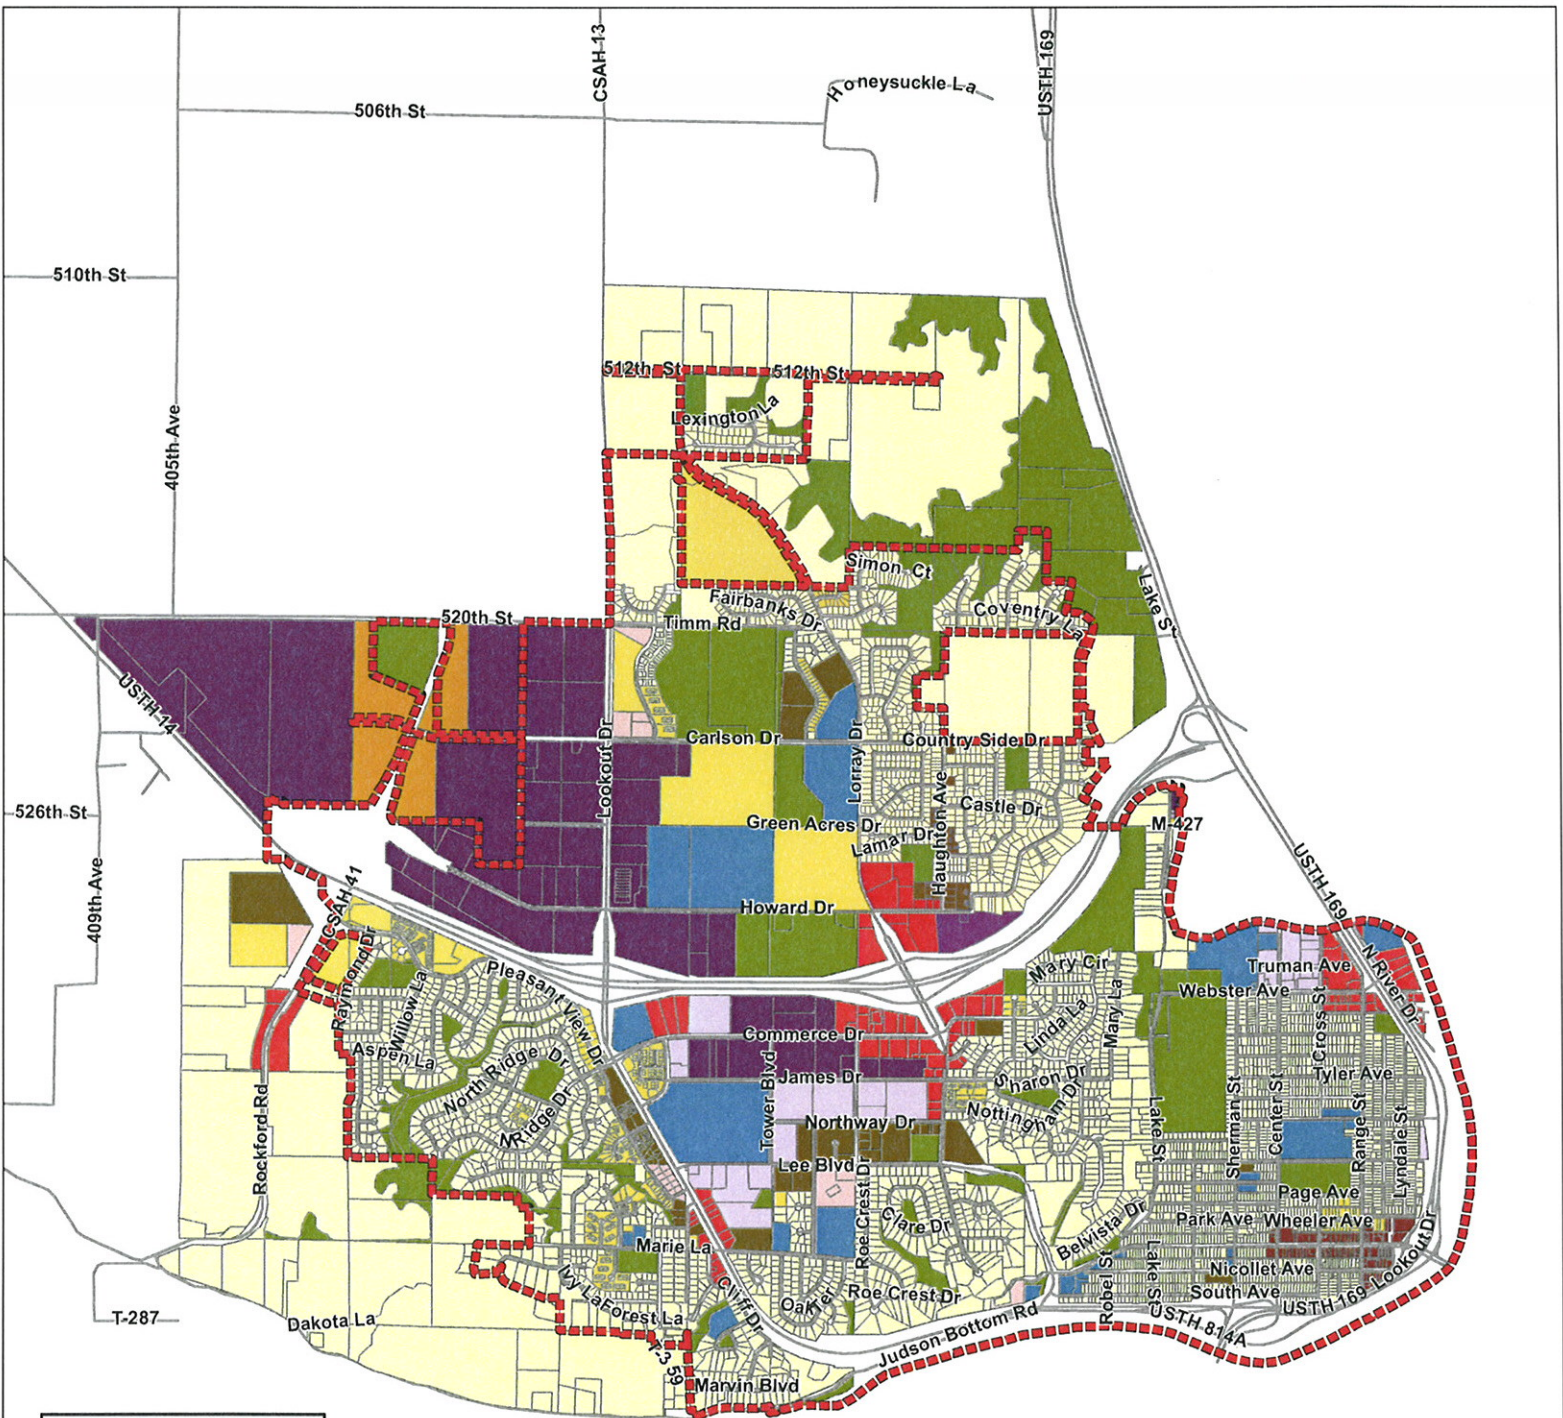 CSAH 13
USTH 169
Honeysuckle La
506th St
510th St
512th St
512th St
Lexington La
405th Ave
Simon Ct
Lake St
Fairbanks Dr
Coventry La
520th St
Timm Rd
USTH 14
Lookout Dr
Carlson Dr
Lorray Dr
Country Side Dr
526th St
Castle Dr
Green Acres Dr
Lamar Dr
Haughton Ave
M-427
USTH 169
409th Ave
CSAH 41
Howard Dr
Raymond Dr
Willow La
Pleasant View Dr
Mary Cir
Truman Ave
N River Dr
Webster Ave
Linda La
Mary La
Cross St
Commerce Dr
Aspen La
North Ridge Dr
James Dr
Sharon Dr
Tyler Ave
Tower Blvd
Northway Dr
Nottingham Dr
N Ridge Dr
Rockford Rd
Lake St
Sherman St
Center St
Range St
Lyndale St
Lee Blvd
Roe Crest Dr
Page Ave
Clare Dr
Park Ave
Wheeler Ave
Belvista Dr
Marie La
Lookout Dr
Nicollet Ave
Ivy La
Forest La
Cliff Dr
Roe Crest Dr
Robel St
Lake St
South Ave
USTH 169
T-287
Dakota La
Judson Bottom Rd
USTH 814A
T-359
Marvin Blvd